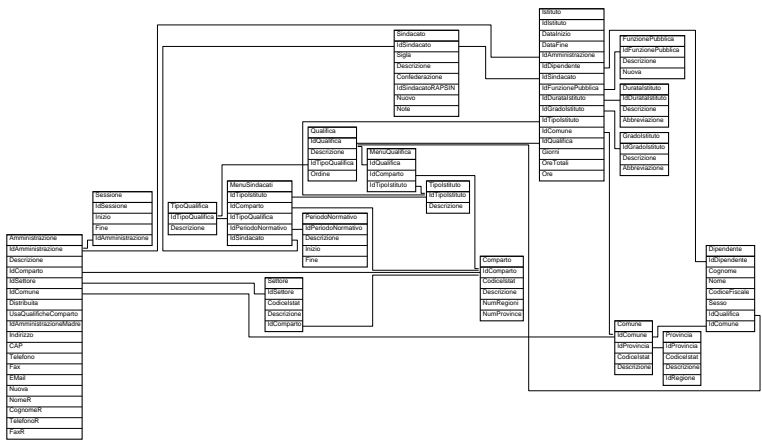 Istituto
IdIstituto
DataInizio
DataFine
IdAmministrazione
IdDipendente
IdSindacato
IdFunzionePubblica
IdDurataIstituto
IdGradoIstituto
IdTipoIstituto
IdComune
IdQualifica
Giorni
OreTotali
Ore
Sindacato
IdSindacato
Sigla
Descrizione
Confederazione
IdSindacatoRAPSIN
Nuovo
Note
FunzionePubblica
IdFunzionePubblica
Descrizione
Nuova
DurataIstituto
IdDurataIstituto
Descrizione
Abbreviazione
GradoIstituto
IdGradoIstituto
Descrizione
Abbreviazione
Qualifica
IdQualifica
Descrizione
IdTipoQualifica
Ordine
MenuQualifica
IdQualifica
IdComparto
IdTipoIstituto
TipoIstituto
IdTipoIstituto
Descrizione
MenuSindacati
IdTipoIstituto
IdComparto
IdTipoQualifica
IdPeriodoNormativo
IdSindacato
Sessione
IdSessione
Inizio
Fine
IdAmministrazione
TipoQualifica
IdTipoQualifica
Descrizione
PeriodoNormativo
IdPeriodoNormativo
Descrizione
Inizio
Fine
Amministrazione
IdAmministrazione
Descrizione
IdComparto
IdSettore
IdComune
Distribuita
UsaQualificheComparto
IdAmministrazioneMadre
Indirizzo
CAP
Telefono
Fax
EMail
Nuova
NomeR
CognomeR
TelefonoR
FaxR
Settore
IdSettore
CodiceIstat
Descrizione
IdComparto
Comparto
IdComparto
CodiceIstat
Descrizione
NumRegioni
NumProvince
Dipendente
IdDipendente
Cognome
Nome
CodiceFiscale
Sesso
IdQualifica
IdComune
Comune
IdComune
IdProvincia
CodiceIstat
Descrizione
Provincia
IdProvincia
CodiceIstat
Descrizione
IdRegione